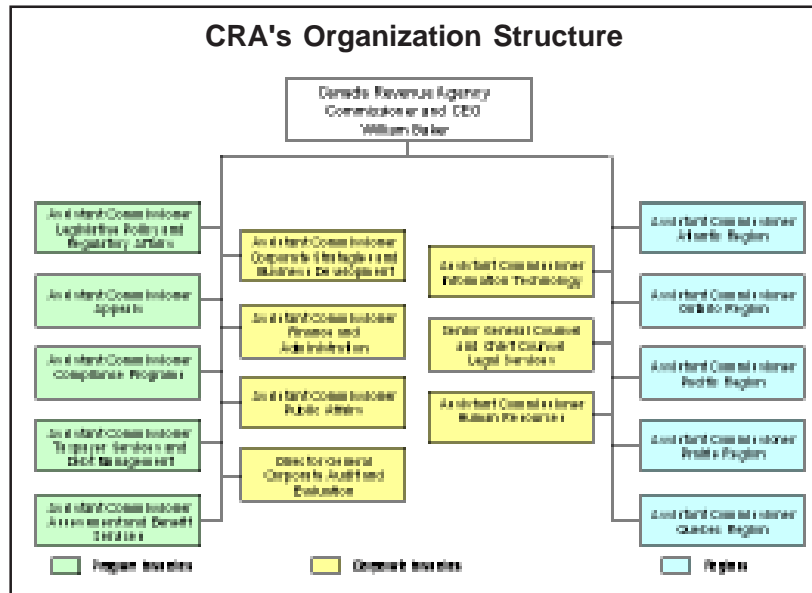 CRA's Organization Structure
Canada Revenue Agency
Commissioner and CEO
William Baker
Assistant Commissioner
Legislative Policy and
Regulatory Affairs
Assistant Commissioner
Appeals
Assistant Commissioner
Compliance Programs
Assistant Commissioner
Taxpayer Services and
Debt Management
Assistant Commissioner
Assessment and Benefit
Services
Assistant Commissioner
Corporate Strategies and
Business Development
Assistant Commissioner
Finance and
Administration
Assistant Commissioner
Public Affairs
Director General
Corporate Audit and
Evaluation
Assistant Commissioner
Information Technology
Senior General Counsel
and Chief Counsel
Legal Services
Assistant Commissioner
Human Resources
Assistant Commissioner
Atlantic Region
Assistant Commissioner
Ontario Region
Assistant Commissioner
Pacific Region
Assistant Commissioner
Prairie Region
Assistant Commissioner
Quebec Region
Program branches
Corporate branches
Regions